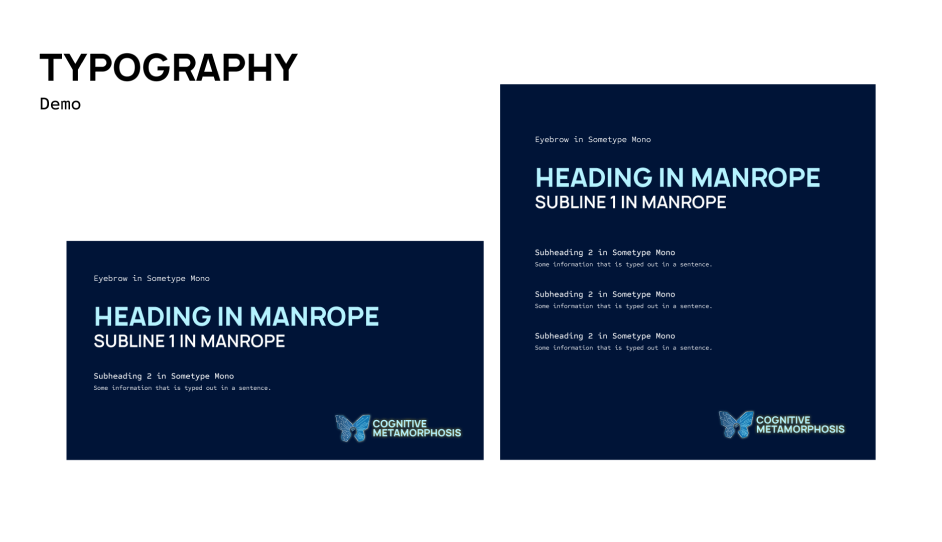 TYPOGRAPHY
Demo
Eyebrow in Sometype Mono
HEADING IN MANROPE
SUBLINE 1 IN MANROPE
Subheading 2 in Sometype Mono
Some information that is typed out in a sentence.
COGNITIVE
METAMORPHOSIS
Eyebrow in Sometype Mono
HEADING IN MANROPE
SUBLINE 1 IN MANROPE
Subheading 2 in Sometype Mono
Some information that is typed out in a sentence.
Subheading 2 in Sometype Mono
Some information that is typed out in a sentence.
Subheading 2 in Sometype Mono
Some information that is typed out in a sentence.
COGNITIVE
METAMORPHOSIS